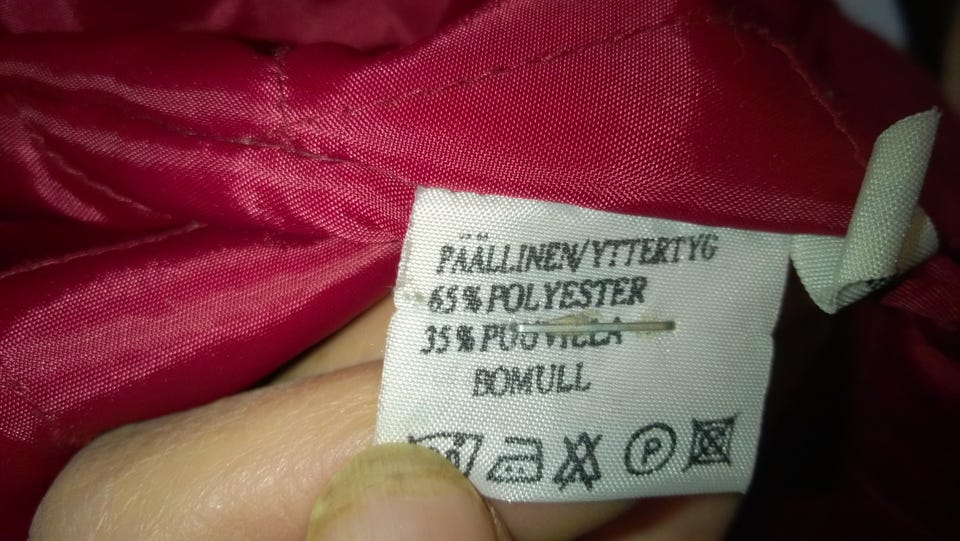 PÄÄLLINEN/YTTERTYG
65% POLYESTER
35% PUUVILLA
BOMULL
P